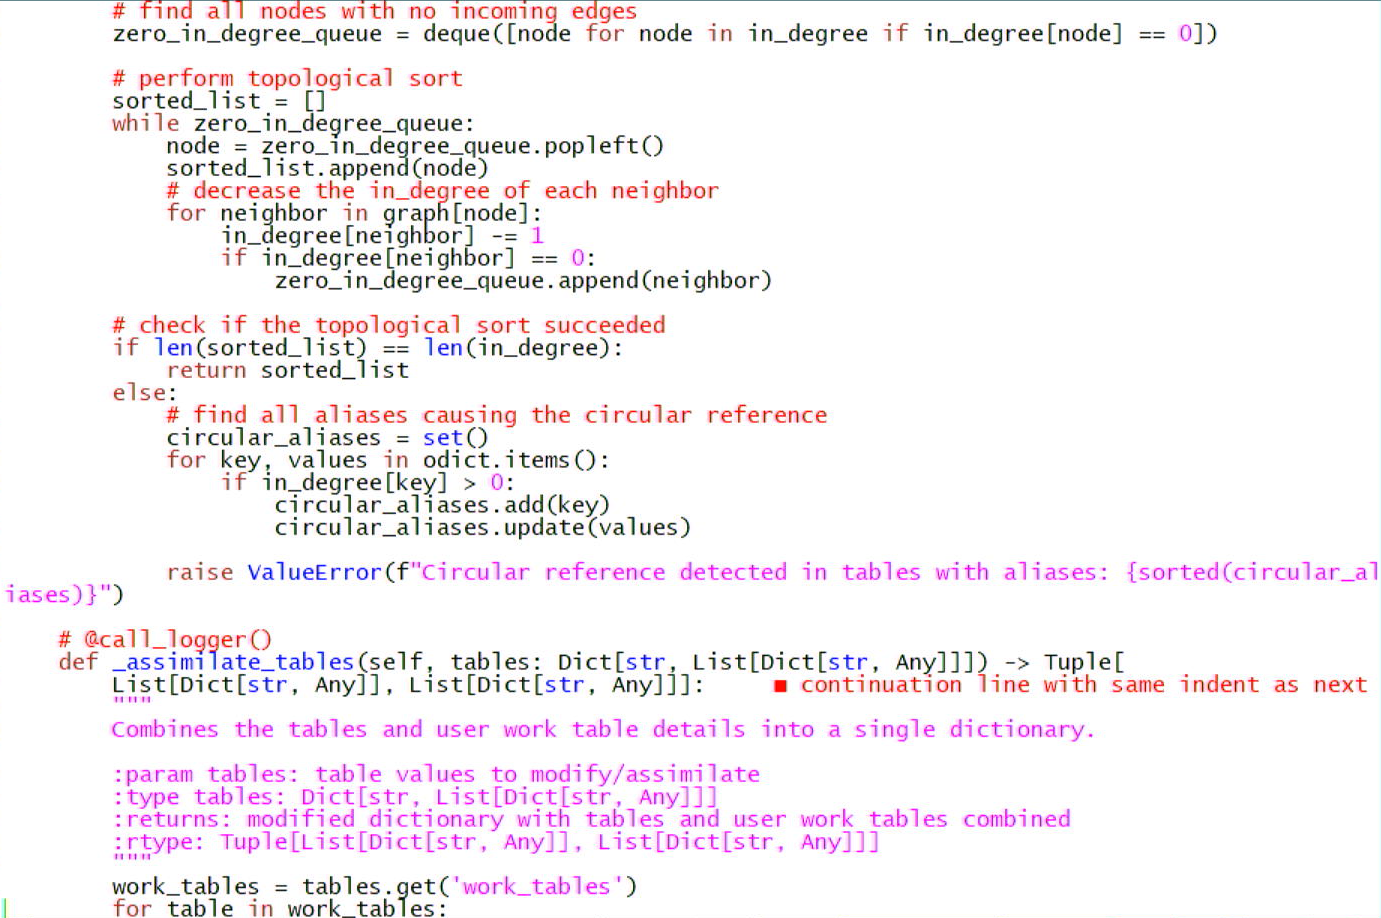 # find all nodes with no incoming edges
zero_in_degree_queue = deque([node for node in in_degree if in_degree[node] == 0])
# perform topological sort
sorted_list = []
while zero_in_degree_queue:
node = zero_in_degree_queue.popleft()
sorted_list.append(node)
# decrease the in_degree of each neighbor
for neighbor in graph[node]:
in_degree[neighbor] -= 1
if in_degree[neighbor] == 0:
zero_in_degree_queue.append(neighbor)
# check if the topological sort succeeded
if len(sorted_list) == len(in_degree):
return sorted_list
else:
# find all aliases causing the circular reference
circular_aliases = set()
for key, values in odict.items():
if in_degree[key] > 0:
circular_aliases.add(key)
circular_aliases.update(values)
raise ValueError(f"Circular reference detected in tables with aliases: {sorted(circular_al
iases)}")
# @call_logger()
def _assimilate_tables(self, tables: Dict[str, List[Dict[str, Any]]]) -> Tuple[
List[Dict[str, Any]], List[Dict[str, Any]]]: ■ continuation line with same indent as next
"""
Combines the tables and user work table details into a single dictionary.
:param tables: table values to modify/assimilate
:type tables: Dict[str, List[Dict[str, Any]]]
:returns: modified dictionary with tables and user work tables combined
:rtype: Tuple[List[Dict[str, Any]], List[Dict[str, Any]]]
"""
work_tables = tables.get('work_tables')
for table in work_tables: